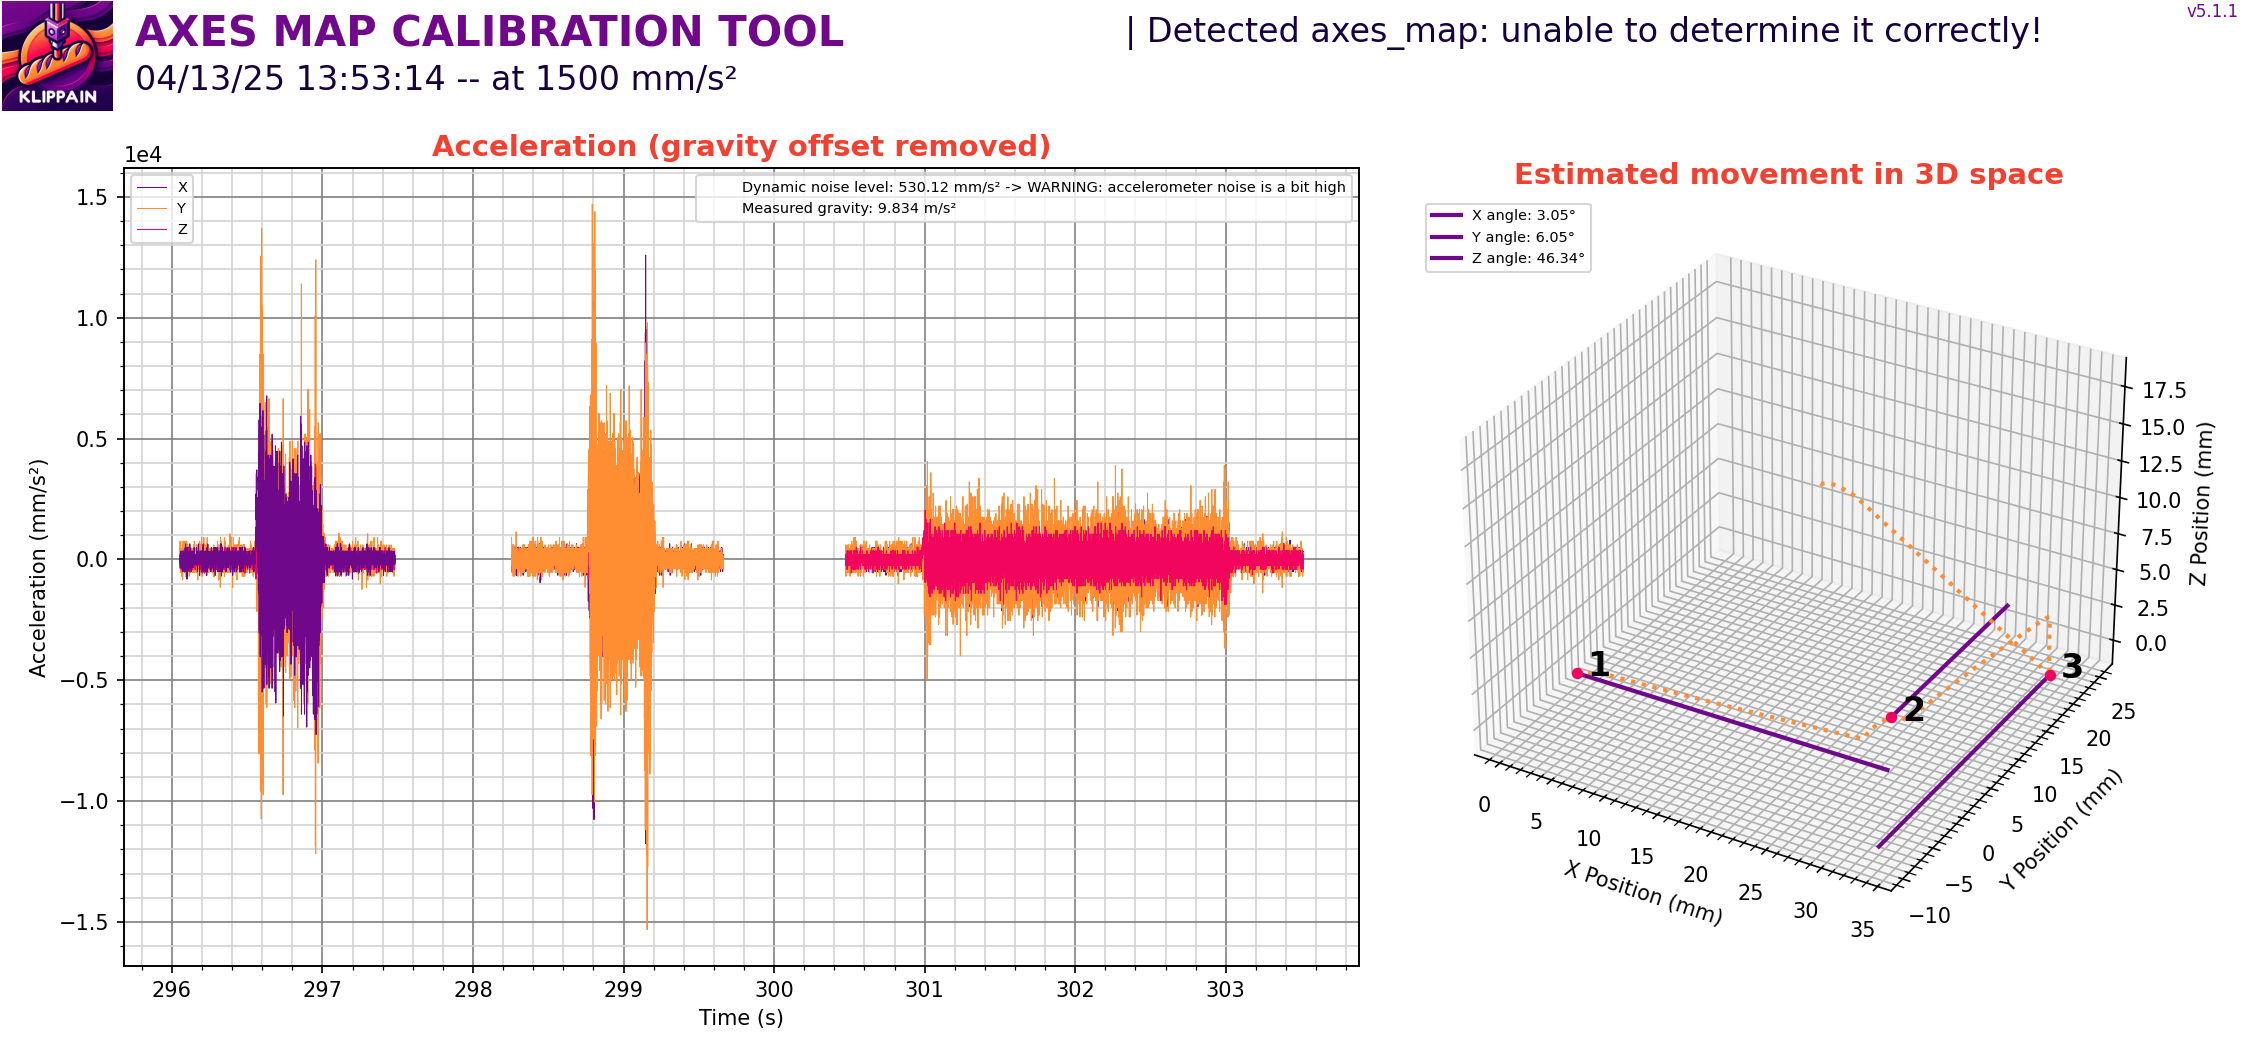 KLIPPAIN
AXES MAP CALIBRATION TOOL
04/13/25 13:53:14 -- at 1500 mm/s²
| Detected axes_map: unable to determine it correctly!
v5.1.1
Acceleration (gravity offset removed)
1e4
X
Y
Z
Dynamic noise level: 530.12 mm/s² -> WARNING: accelerometer noise is a bit high
Measured gravity: 9.834 m/s²
1.5
1.0
0.5
0.0
−0.5
−1.0
−1.5
Acceleration (mm/s²)
296 297 298 299 300 301 302 303
Time (s)
Estimated movement in 3D space
X angle: 3.05°
Y angle: 6.05°
Z angle: 46.34°
1
2
3
17.5
15.0
12.5
10.0
7.5
5.0
2.5
0.0
Z Position (mm)
0 5 10 15 20 25 30 35
X Position (mm)
−10 −5 0 5 10 15 20 25
Y Position (mm)